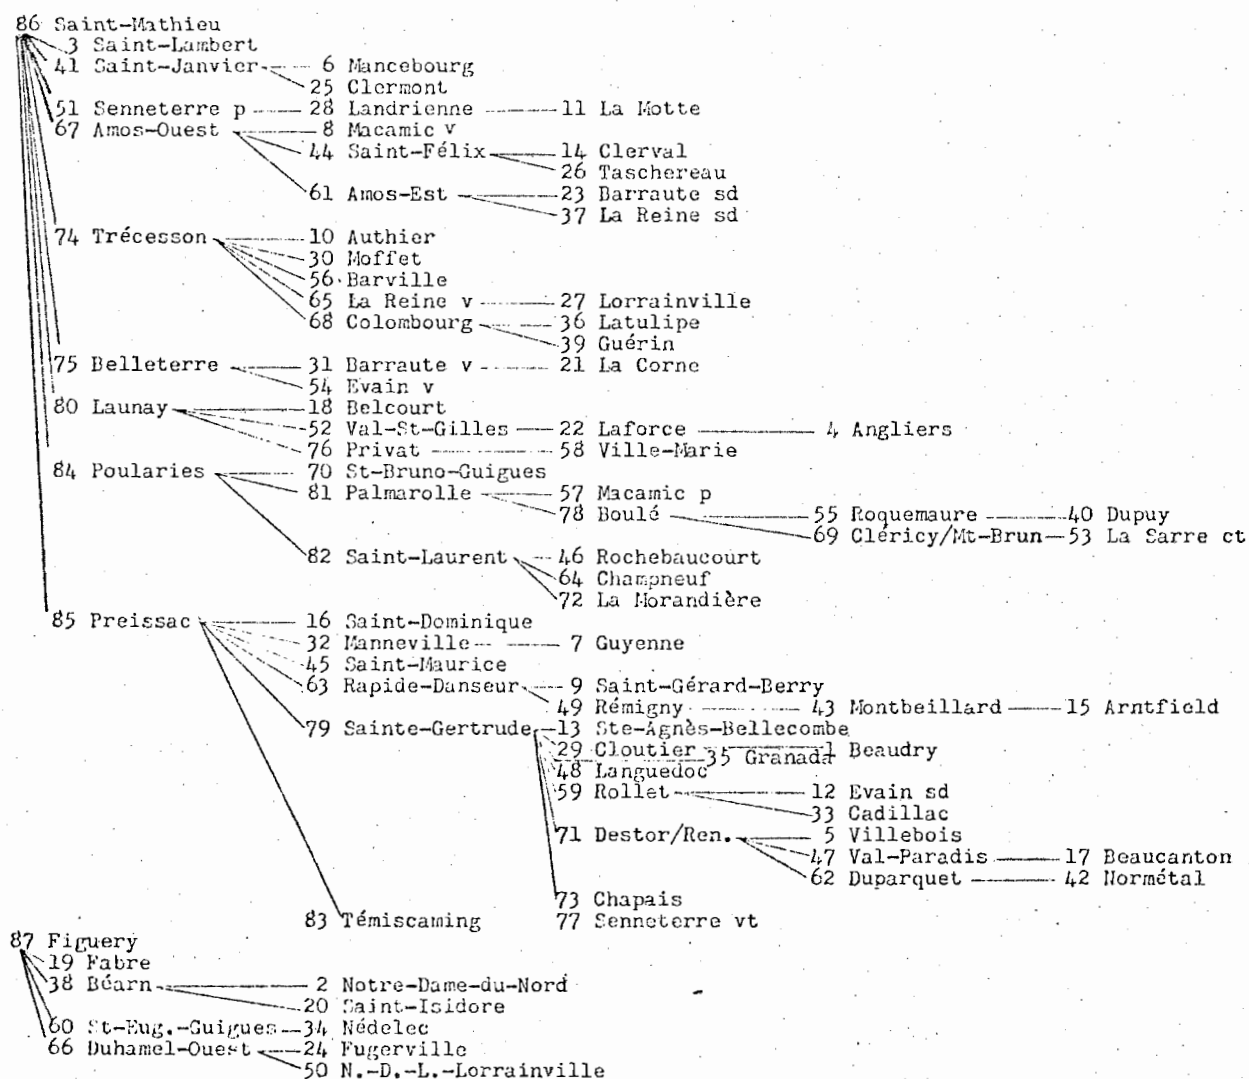 86 Saint-Mathieu
3 Saint-Lambert
41 Saint-Janvier 6 Mancebourg
25 Clermont
51 Senneterre p 28 Landrienne 11 La Motte
67 Amos-Ouest 8 Macamic v
44 Saint-Félix 14 Clerval
26 Taschereau
61 Amos-Est 23 Barraute sd
37 La Reine sd
74 Trécesson 10 Authier
30 Moffet
56 Barville
65 La Reine v 27 Lorrainville
68 Colombourg 36 Latulipe
39 Guérin
75 Belleterre 31 Barraute v 21 La Corne
54 Evain v
80 Launay 18 Belcourt
52 Val-St-Gilles 22 Laforce 4 Angliers
76 Privat 58 Ville-Marie
84 Poularies 70 St-Bruno-Guigues
81 Palmarolle 57 Macamic p
78 Boulé 55 Roquemaure 40 Dupuy
69 Cléricy/Mt-Brun 53 La Sarre ct
82 Saint-Laurent 46 Rochebaucourt
64 Champneuf
72 La Morandière
85 Preissac 16 Saint-Dominique
32 Manneville 7 Guyenne
45 Saint-Maurice
63 Rapide-Danseur 9 Saint-Gérard-Berry
49 Rémigny 43 Montbeillard 15 Arntfield
79 Sainte-Gertrude 13 Ste-Agnès-Bellecombe
29 Cloutier 35 Granada 1 Beaudry
48 Languedoc
59 Rollet 12 Evain sd
33 Cadillac
71 Destor/Ren. 5 Villebois
47 Val-Paradis 17 Beaucanton
62 Duparquet 42 Normétal
73 Chapais
83 Témiscaming 77 Senneterre vt
87 Figuery
19 Fabre
38 Béarn 2 Notre-Dame-du-Nord
20 Saint-Isidore
60 St-Eug.-Guigues 34 Nédelec
66 Duhamel-Ouest 24 Fugerville
50 N.-D.-L.-Lorrainville